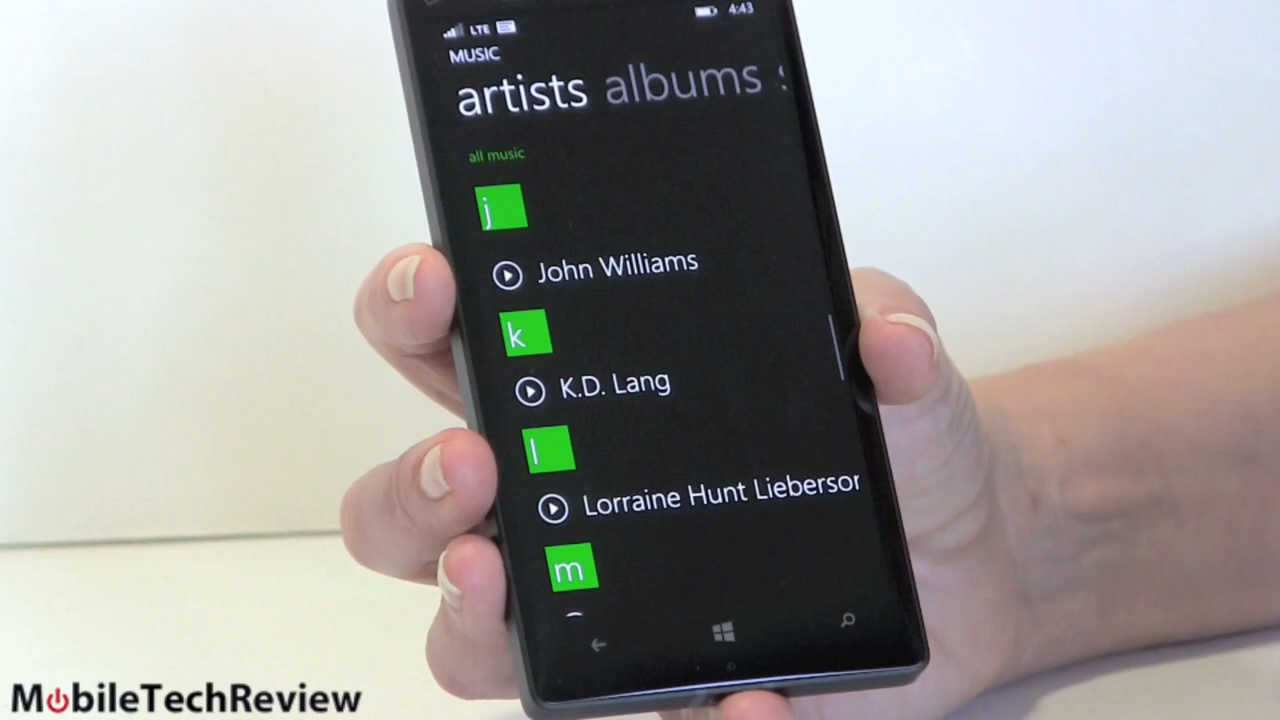 LTE 4:43
MUSIC
artists albums
all music
j
John Williams
k
K.D. Lang
l
Lorraine Hunt Lieberson
m
MobileTechReview